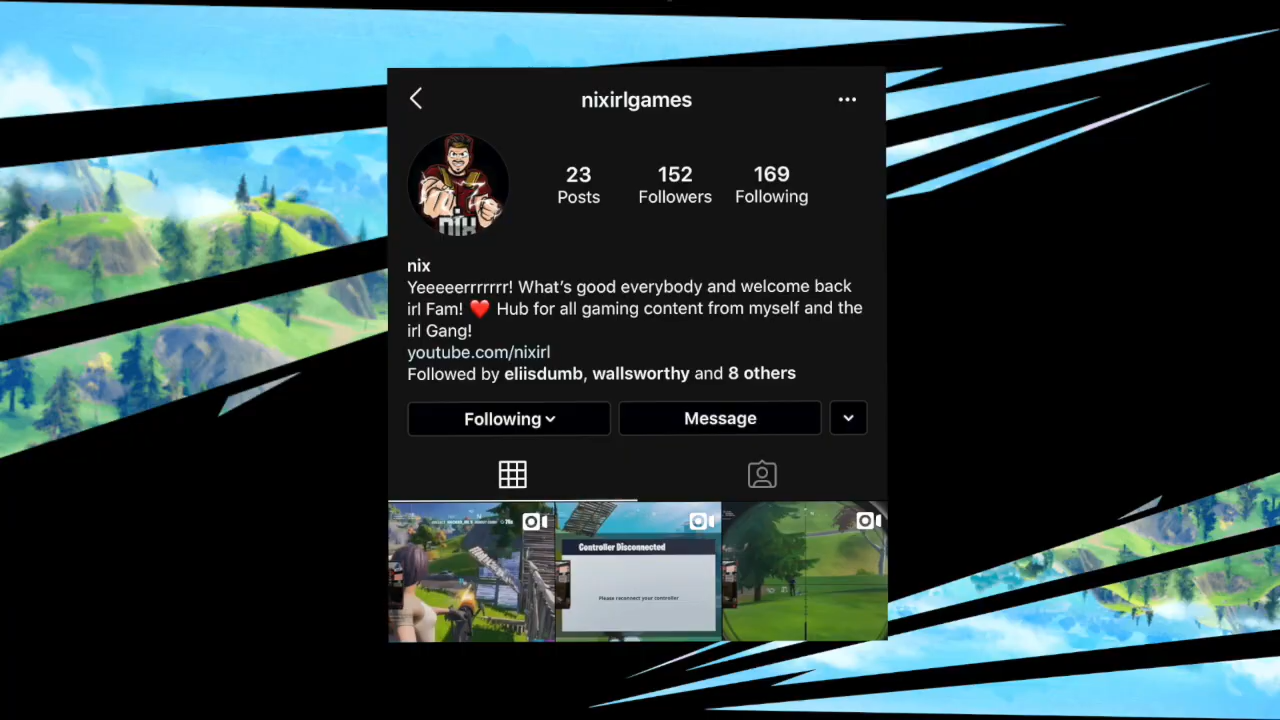 nixirlgames
nix
23 152 169
Posts Followers Following
nix
Yeeeeerrrrrrr! What's good everybody and welcome back
irl Fam! ❤️ Hub for all gaming content from myself and the
irl Gang!
youtube.com/nixirl
Followed by eliisdumb, wallsworthy and 8 others
Following Message
Controller Disconnected
Please reconnect your controller